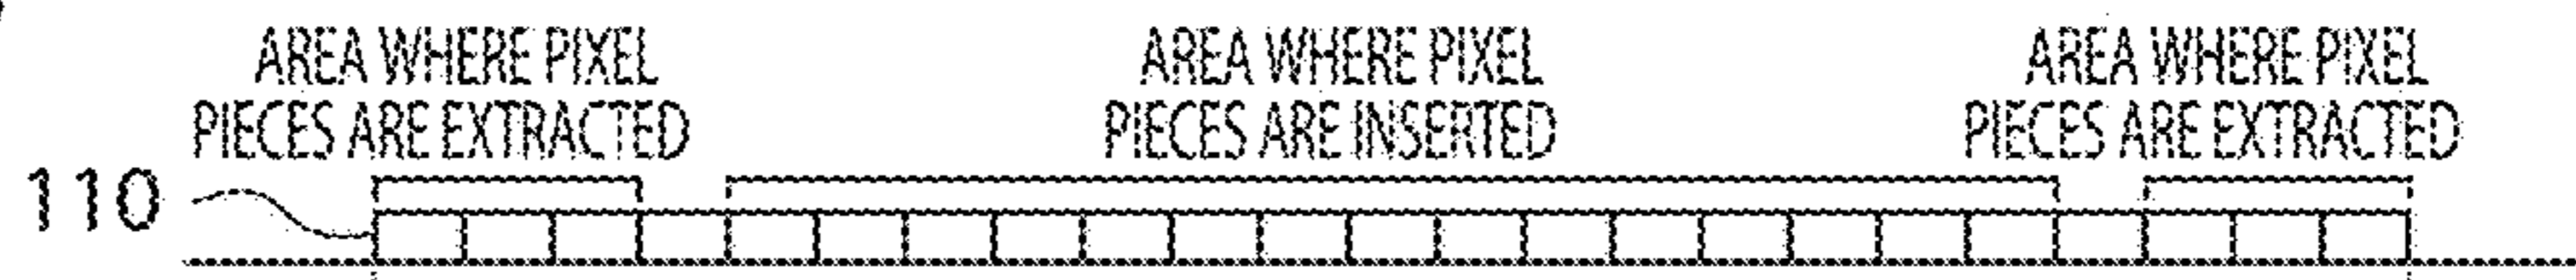 AREA WHERE PIXEL
PIECES ARE EXTRACTED
AREA WHERE PIXEL
PIECES ARE INSERTED
AREA WHERE PIXEL
PIECES ARE EXTRACTED
110